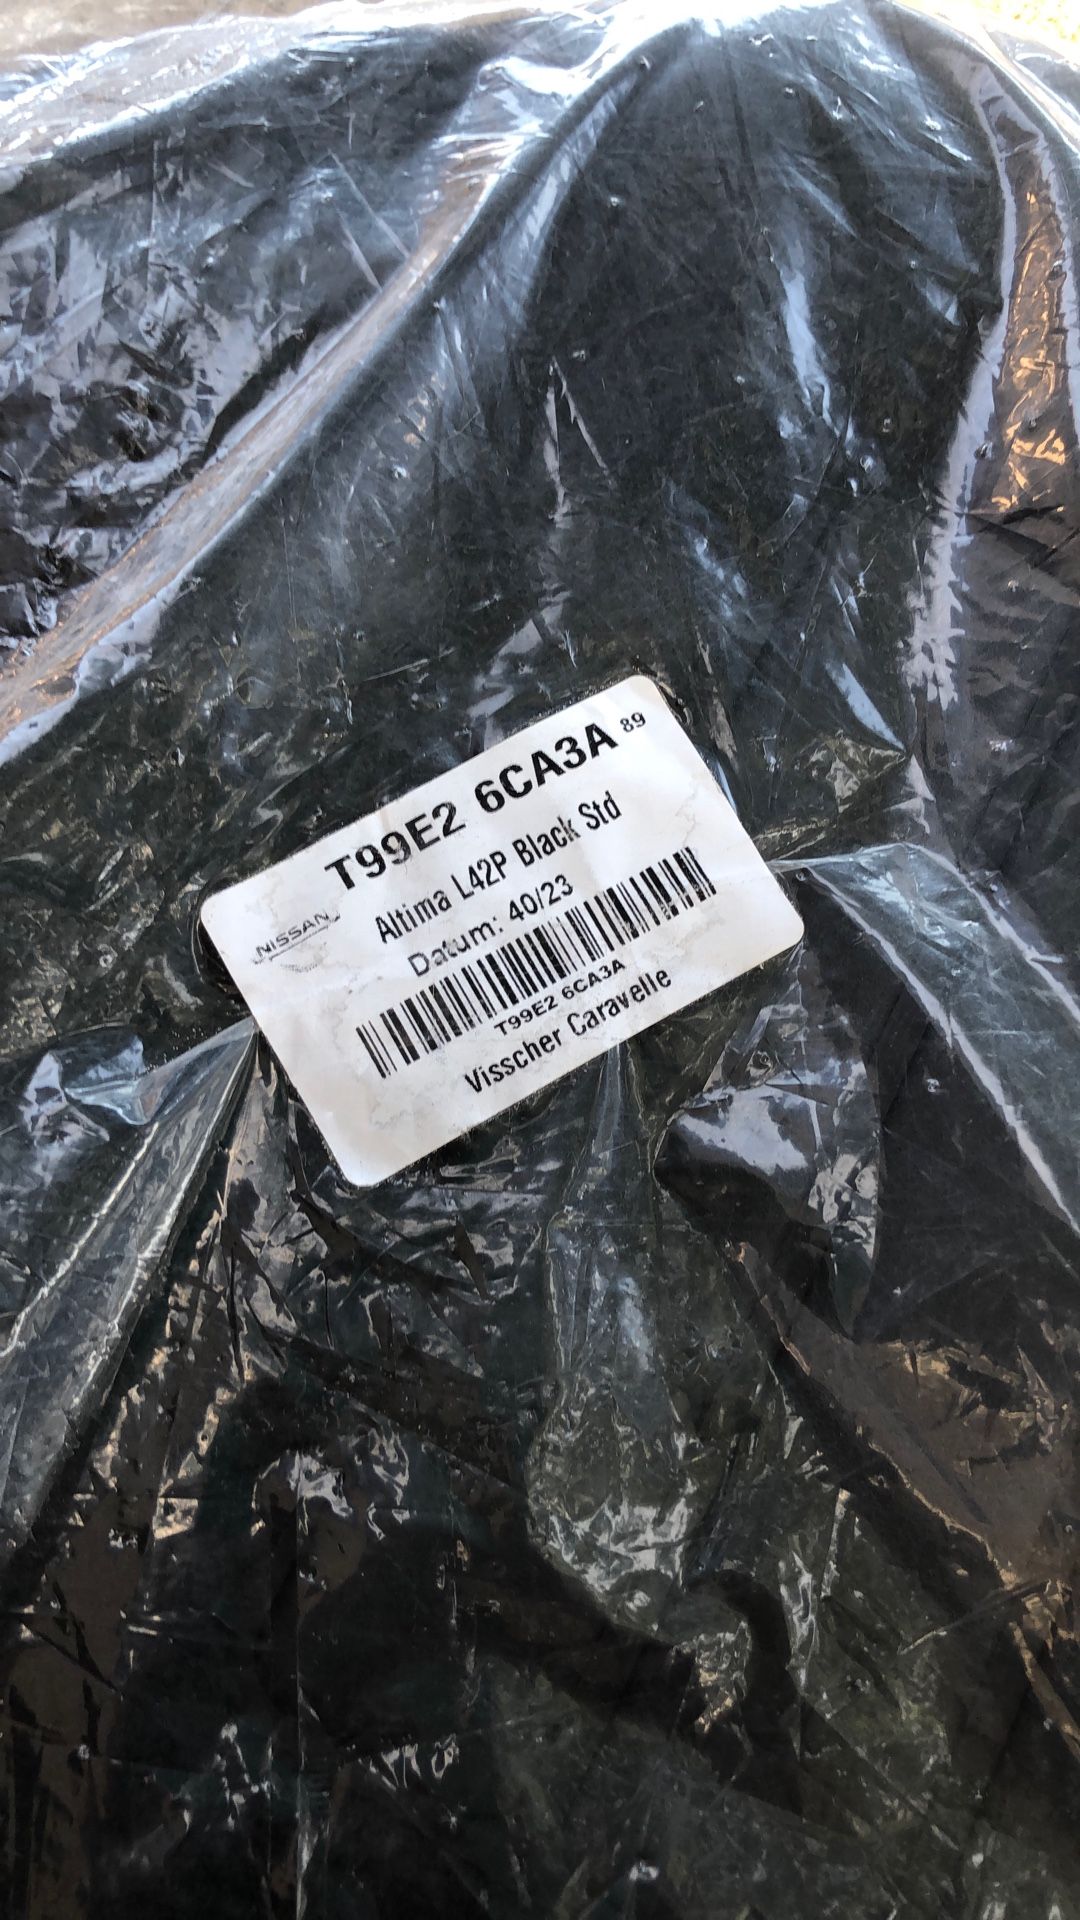 T99E2 6CA3A 89
Altima L42P Black Std
NISSAN
Datum: 40/23
T99E2 6CA3A
Visscher Caravelle